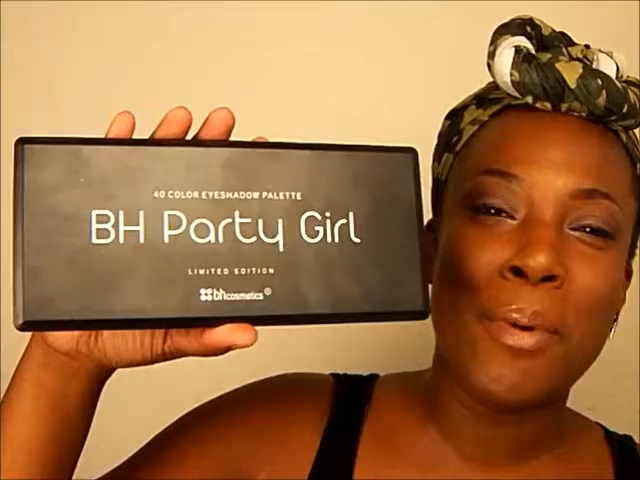 40 COLOR EYESHADOW PALETTE
BH Party Girl
LIMITED EDITION
bhcosmetics®